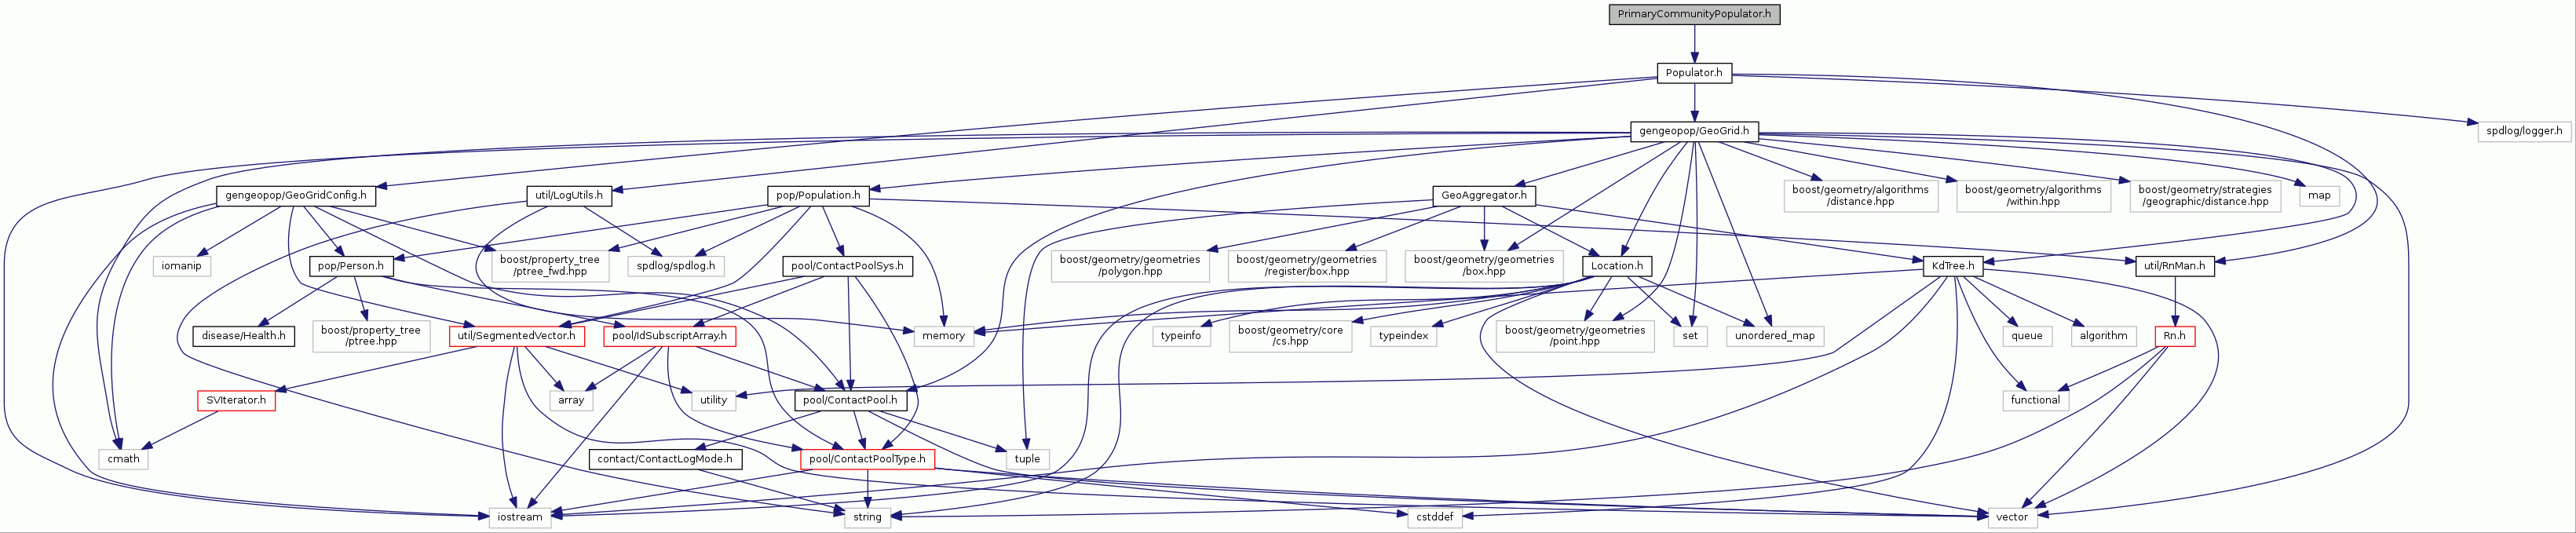 PrimaryCommunityPopulator.h
Populator.h
gengeopop/GeoGrid.h
spdlog/logger.h
gengeopop/GeoGridConfig.h
util/LogUtils.h
pop/Population.h
GeoAggregator.h
boost/geometry/algorithms
/distance.hpp
boost/geometry/algorithms
/within.hpp
boost/geometry/strategies
/geographic/distance.hpp
map
iomanip
pop/Person.h
boost/property_tree
/ptree_fwd.hpp
spdlog/spdlog.h
pool/ContactPoolSys.h
boost/geometry/geometries
/polygon.hpp
boost/geometry/geometries
/register/box.hpp
boost/geometry/geometries
/box.hpp
Location.h
KdTree.h
util/RnMan.h
disease/Health.h
boost/property_tree
/ptree.hpp
util/SegmentedVector.h
pool/IdSubscriptArray.h
memory
typeinfo
boost/geometry/core
/cs.hpp
typeindex
boost/geometry/geometries
/point.hpp
set
unordered_map
queue
algorithm
Rn.h
SVIterator.h
array
utility
pool/ContactPool.h
functional
cmath
contact/ContactLogMode.h
pool/ContactPoolType.h
tuple
iostream
string
cstddef
vector